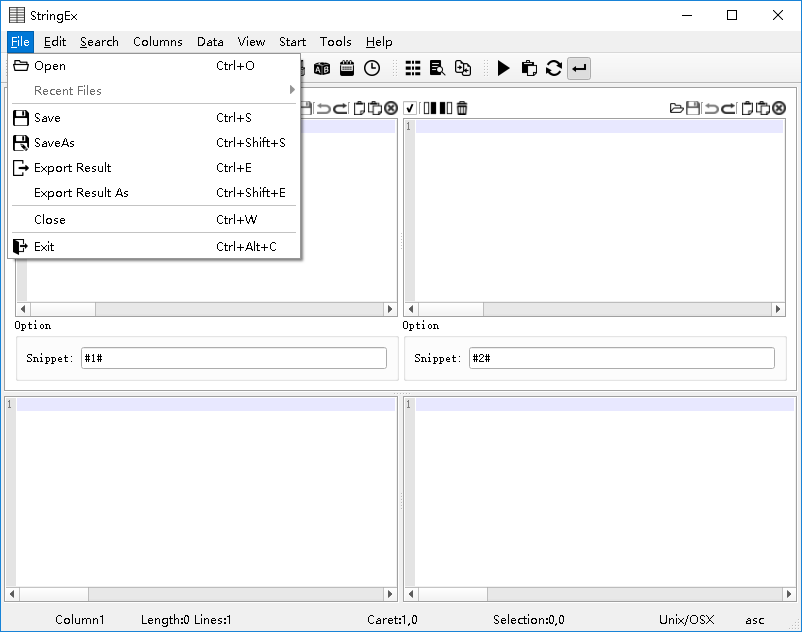 StringEx
File Edit Search Columns Data View Start Tools Help
Open Ctrl+O
Recent Files
Save Ctrl+S
SaveAs Ctrl+Shift+S
Export Result Ctrl+E
Export Result As Ctrl+Shift+E
Close Ctrl+W
Exit Ctrl+Alt+C
1
Option Option
Snippet: #1# Snippet: #2#
1 1
Column1 Length:0 Lines:1 Caret:1,0 Selection:0,0 Unix/OSX asc